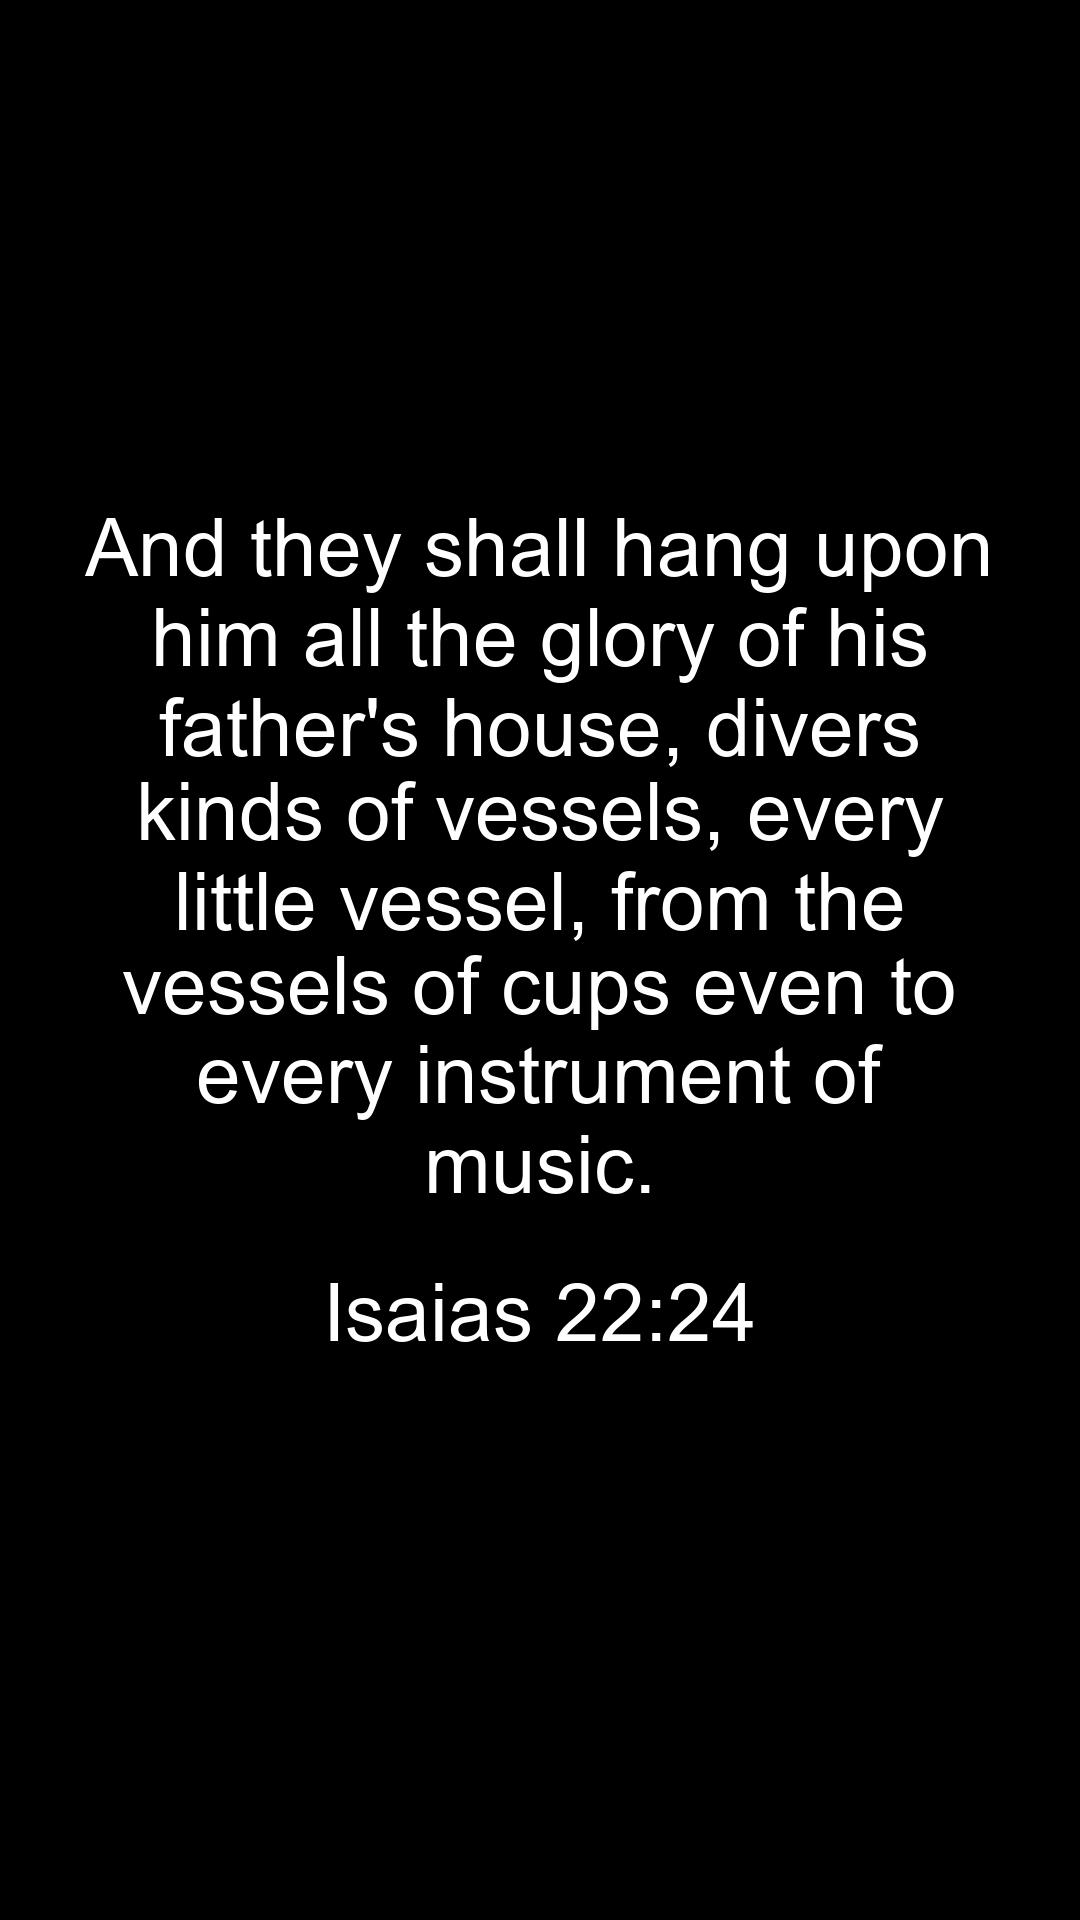 And they shall hang upon
him all the glory of his
father's house, divers
kinds of vessels, every
little vessel, from the
vessels of cups even to
every instrument of
music.
Isaias 22:24